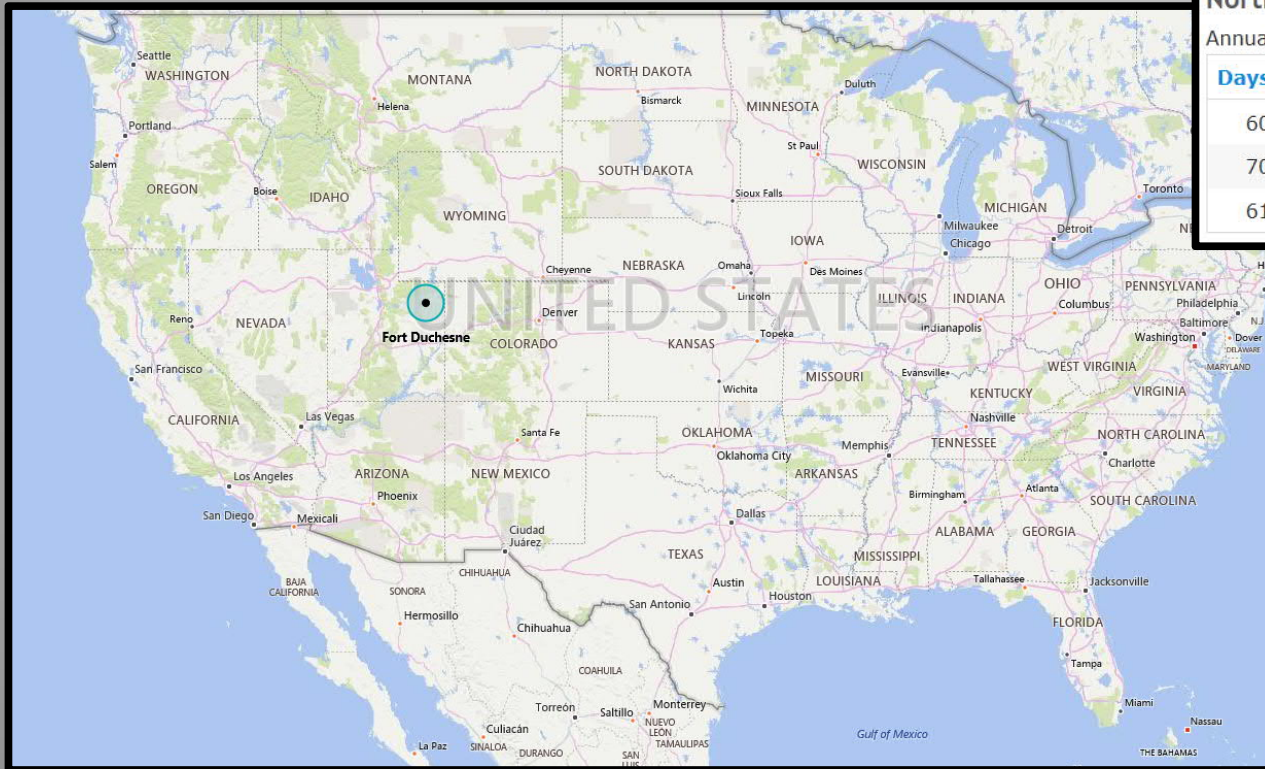 Annua
Days
60
70
61
Seattle
WASHINGTON
MONTANA
NORTH DAKOTA
Duluth
Helena
Bismarck
MINNESOTA
Portland
St Paul
WISCONSIN
Salem
SOUTH DAKOTA
OREGON
Boise
IDAHO
Sioux Falls
Toronto
WYOMING
MICHIGAN
Milwaukee
Detroit
Chicago
IOWA
Cheyenne
NEBRASKA
Omaha
Des Moines
UNITED STATES
Lincoln
ILLINOIS
INDIANA
OHIO
PENNSYLVANIA
Columbus
Philadelphia
Reno
NEVADA
Denver
Indianapolis
Baltimore
NJ
Fort Duchesne
COLORADO
KANSAS
Topeka
Washington
Dover
DELAWARE
San Francisco
MISSOURI
Evansville
WEST VIRGINIA
MARYLAND
Wichita
KENTUCKY
VIRGINIA
CALIFORNIA
Las Vegas
Nashville
Santa Fe
OKLAHOMA
Memphis
TENNESSEE
NORTH CAROLINA
Oklahoma City
Charlotte
Los Angeles
ARIZONA
NEW MEXICO
ARKANSAS
Phoenix
Birmingham
Atlanta
SOUTH CAROLINA
San Diego
Mexicali
Dallas
Ciudad
Juárez
ALABAMA
GEORGIA
TEXAS
MISSISSIPPI
CHIHUAHUA
BAJA
CALIFORNIA
SONORA
Austin
LOUISIANA
Tallahassee
Jacksonville
San Antonio
Houston
Hermosillo
Chihuahua
FLORIDA
COAHUILA
Tampa
Torreón
Saltillo
Monterrey
Miami
Culiacán
NUEVO
LEÓN
Nassau
La Paz
SINALOA
DURANGO
TAMAULIPAS
Gulf of Mexico
SAN
THE BAHAMAS